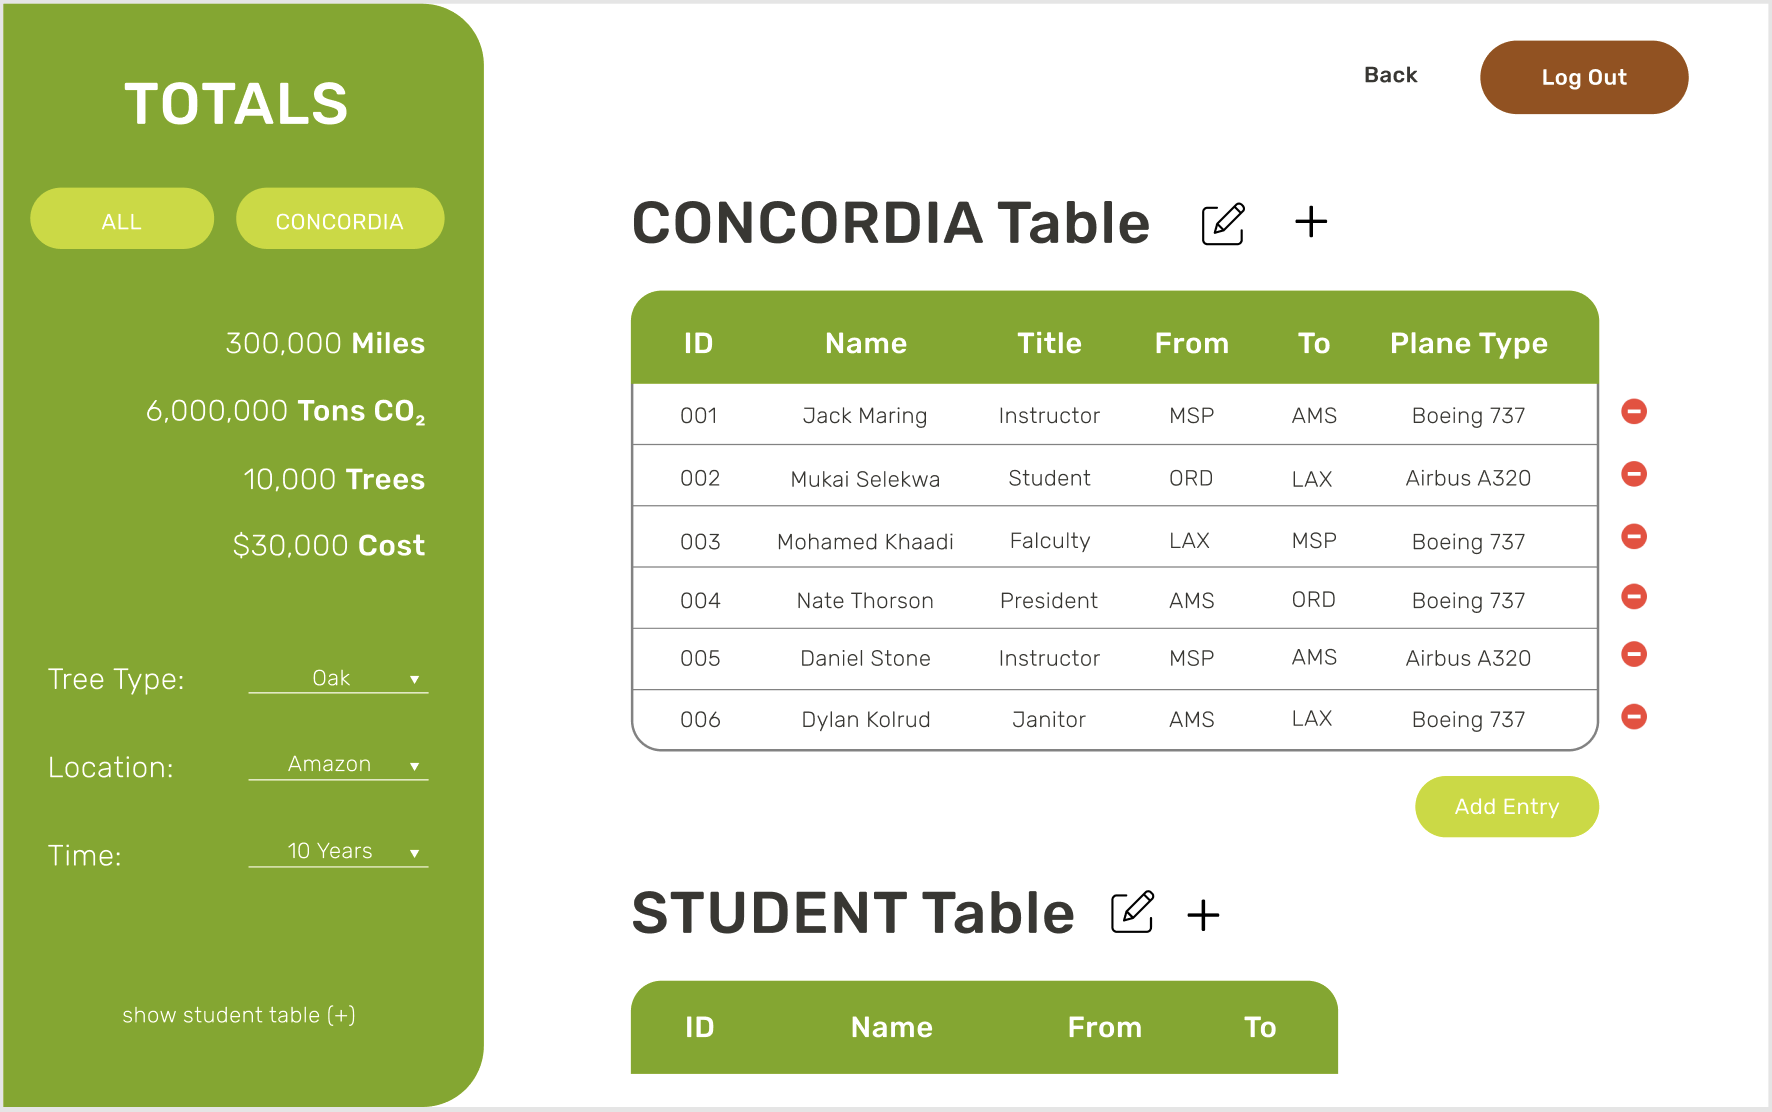 TOTALS
ALL CONCORDIA
300,000 Miles
6,000,000 Tons CO₂
10,000 Trees
$30,000 Cost
Tree Type: Oak
Location: Amazon
Time: 10 Years
show student table (+)
Back Log Out
CONCORDIA Table
ID Name Title From To Plane Type
001 Jack Maring Instructor MSP AMS Boeing 737
002 Mukai Selekwa Student ORD LAX Airbus A320
003 Mohamed Khaadi Falculty LAX MSP Boeing 737
004 Nate Thorson President AMS ORD Boeing 737
005 Daniel Stone Instructor MSP AMS Airbus A320
006 Dylan Kolrud Janitor AMS LAX Boeing 737
Add Entry
STUDENT Table
ID Name From To